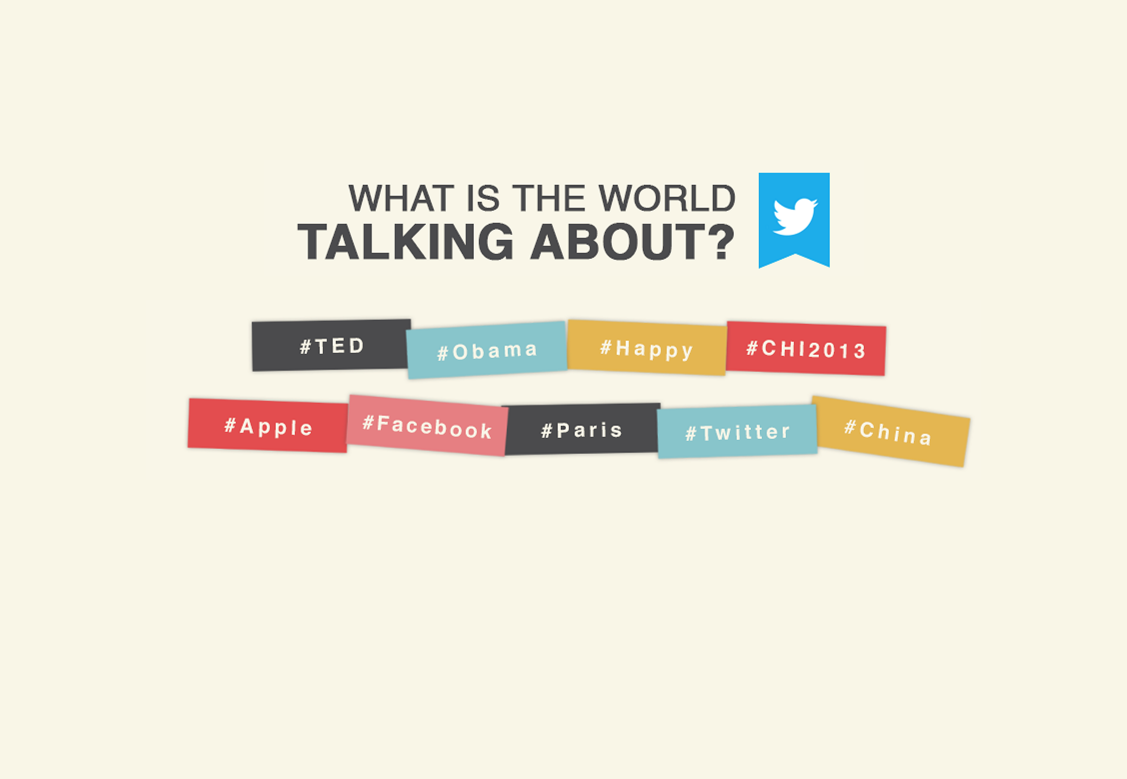 WHAT IS THE WORLD
TALKING ABOUT?
#TED #Obama #Happy #CHI2013
#Apple #Facebook #Paris #Twitter #China